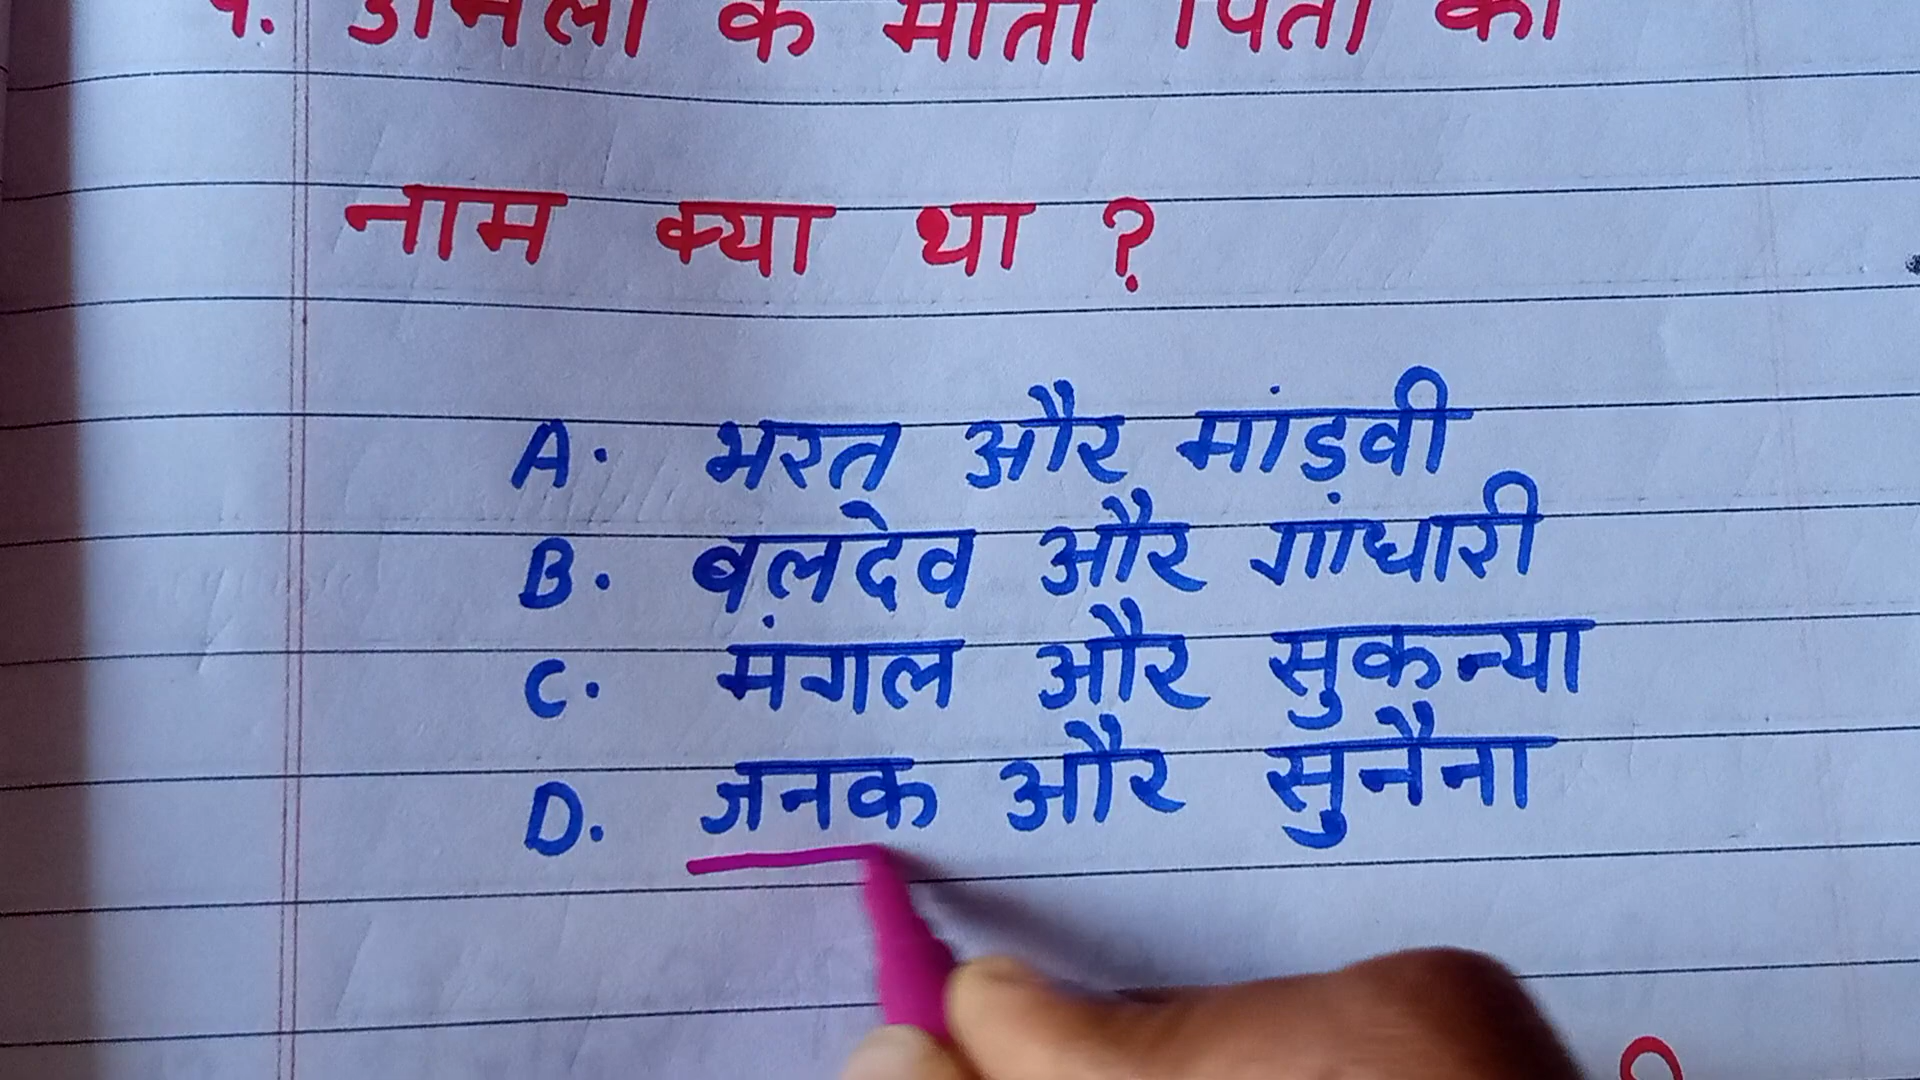 के माता पिता का
नाम क्या था ?
A. भरत और मांडवी
B. बलदेव और गांधारी
C. मंगल और सुकन्या
D. जनक और सुनैना